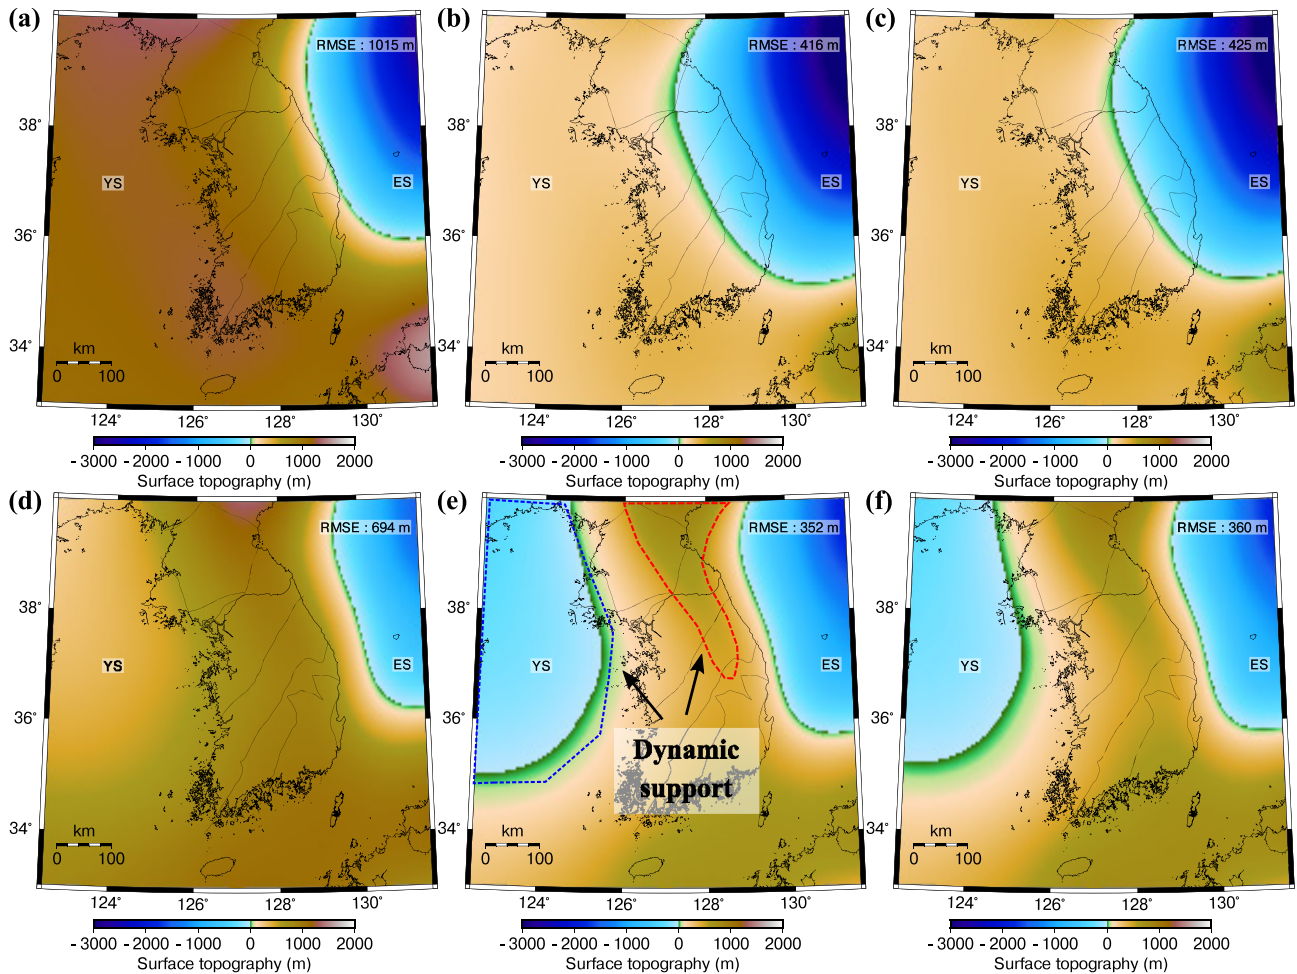 (a)
RMSE : 1015 m
YS
ES
38˚
36˚
34˚
km
0 100
124˚ 126˚ 128˚ 130˚
-3000 -2000 -1000 0 1000 2000
Surface topography (m)
(b)
RMSE : 416 m
YS
ES
38˚
36˚
34˚
km
0 100
124˚ 126˚ 128˚ 130˚
-3000 -2000 -1000 0 1000 2000
Surface topography (m)
(c)
RMSE : 425 m
YS
ES
38˚
36˚
34˚
km
0 100
124˚ 126˚ 128˚ 130˚
-3000 -2000 -1000 0 1000 2000
Surface topography (m)
(d)
RMSE : 694 m
YS
ES
38˚
36˚
34˚
km
0 100
124˚ 126˚ 128˚ 130˚
-3000 -2000 -1000 0 1000 2000
Surface topography (m)
(e)
RMSE : 352 m
YS
ES
Dynamic
support
38˚
36˚
34˚
km
0 100
124˚ 126˚ 128˚ 130˚
-3000 -2000 -1000 0 1000 2000
Surface topography (m)
(f)
RMSE : 360 m
YS
ES
38˚
36˚
34˚
km
0 100
124˚ 126˚ 128˚ 130˚
-3000 -2000 -1000 0 1000 2000
Surface topography (m)